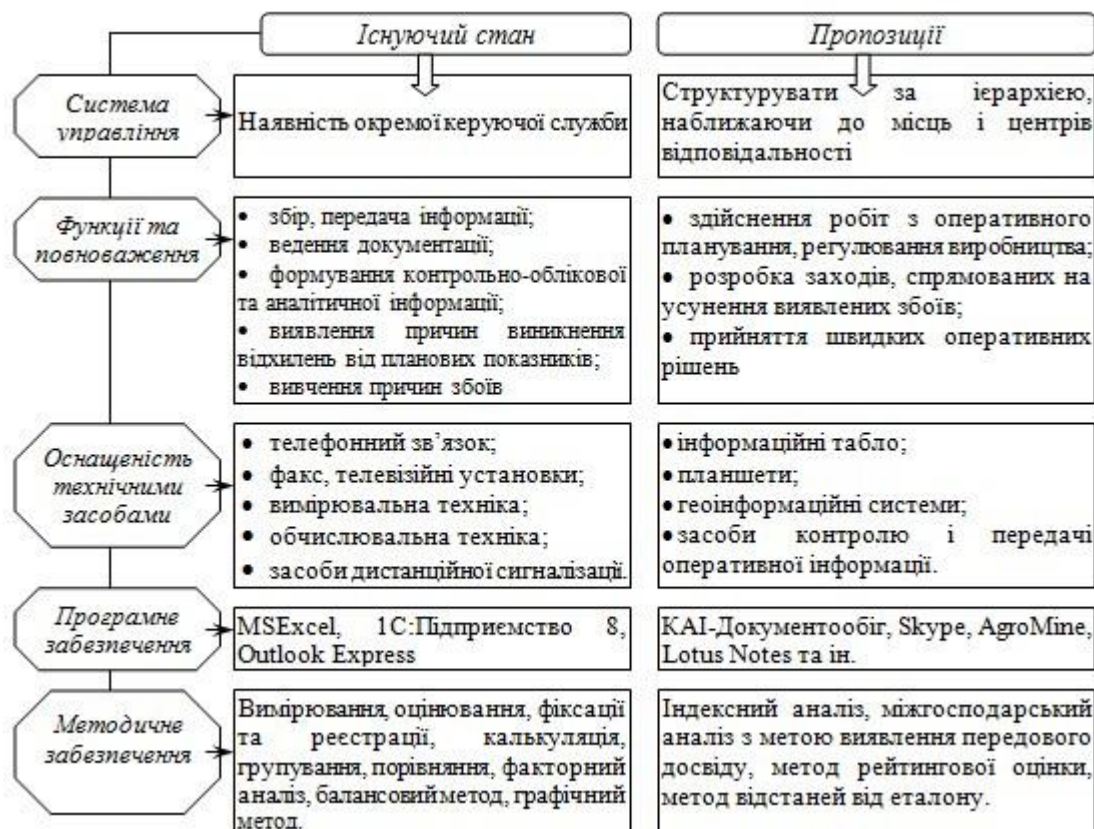 Існуючий стан
Пропозиції
Система
управління
Наявність окремої керуючої служби
Структурувати за ієрархією,
наближаючи до місць і центрів
відповідальності
Функції та
повноваження
• збір, передача інформації;
• ведення документації;
• формування контрольно-облікової
та аналітичної інформації;
• виявлення причин виникнення
відхилень від планових показників;
• вивчення причин збоїв
• здійснення робіт з оперативного
планування, регулювання виробництва;
• розробка заходів, спрямованих на
усунення виявлених збоїв;
• прийняття швидких оперативних
рішень
Оснащеність
технічними
засобами
• телефонний зв’язок;
• факс, телевізійні установки;
• вимірювальна техніка;
• обчислювальна техніка;
• засоби дистанційної сигналізації.
• інформаційні табло;
• планшети;
• геоінформаційні системи;
• засоби контролю і передачі
оперативної інформації.
Програмне
забезпечення
MSExcel, 1С:Підприємство 8,
Outlook Express
КАІ-Документообіг, Skype, AgroMine,
Lotus Notes та ін.
Методичне
забезпечення
Вимірювання, оцінювання, фіксації
та реєстрації, калькуляція,
групування, порівняння, факторний
аналіз, балансовий метод, графічний
метод.
Індексний аналіз, міжгосподарський
аналіз з метою виявлення передового
досвіду, метод рейтингової оцінки,
метод відстаней від еталону.